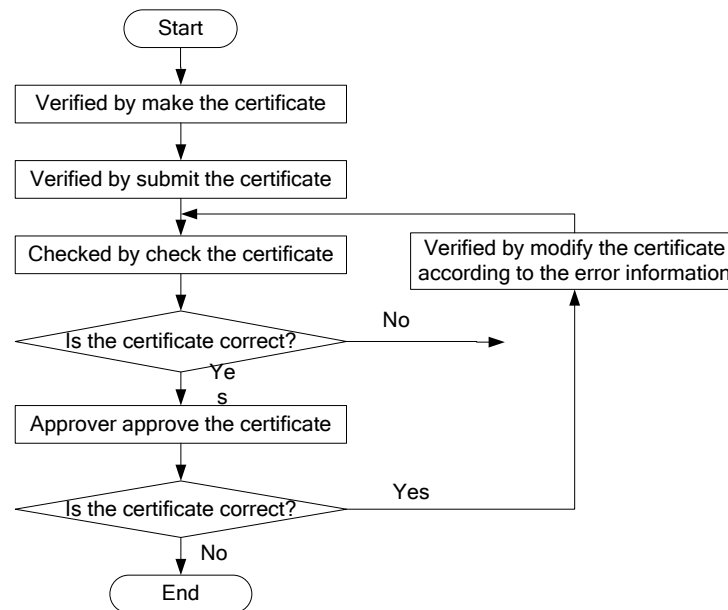 Start
Verified by make the certificate
Verified by submit the certificate
Checked by check the certificate
Verified by modify the certificate
according to the error information
No
Is the certificate correct?
Ye
s
Approver approve the certificate
Is the certificate correct?
Yes
No
End